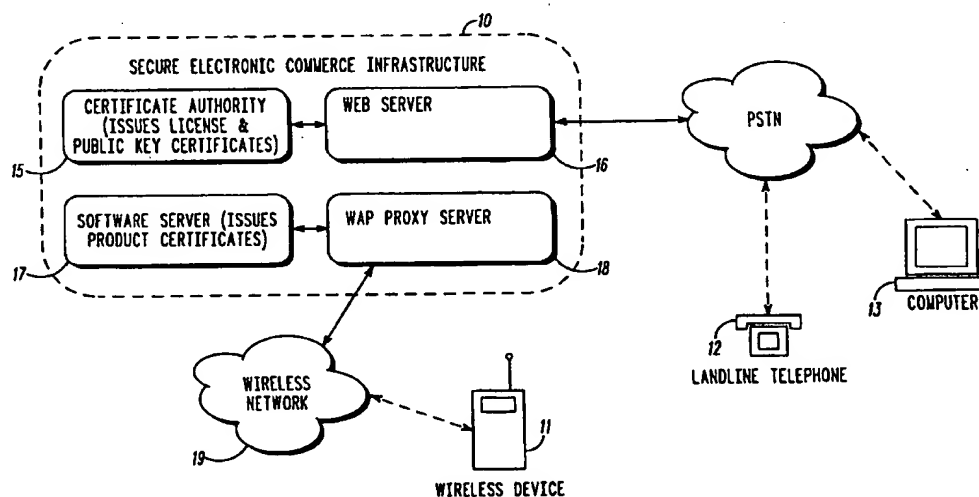 10
SECURE ELECTRONIC COMMERCE INFRASTRUCTURE
CERTIFICATE AUTHORITY
(ISSUES LICENSE &
PUBLIC KEY CERTIFICATES)
WEB SERVER
PSTN
15
16
SOFTWARE SERVER (ISSUES
PRODUCT CERTIFICATES)
WAP PROXY SERVER
17
18
13
COMPUTER
12
LANDLINE TELEPHONE
WIRELESS
NETWORK
19
11
WIRELESS DEVICE